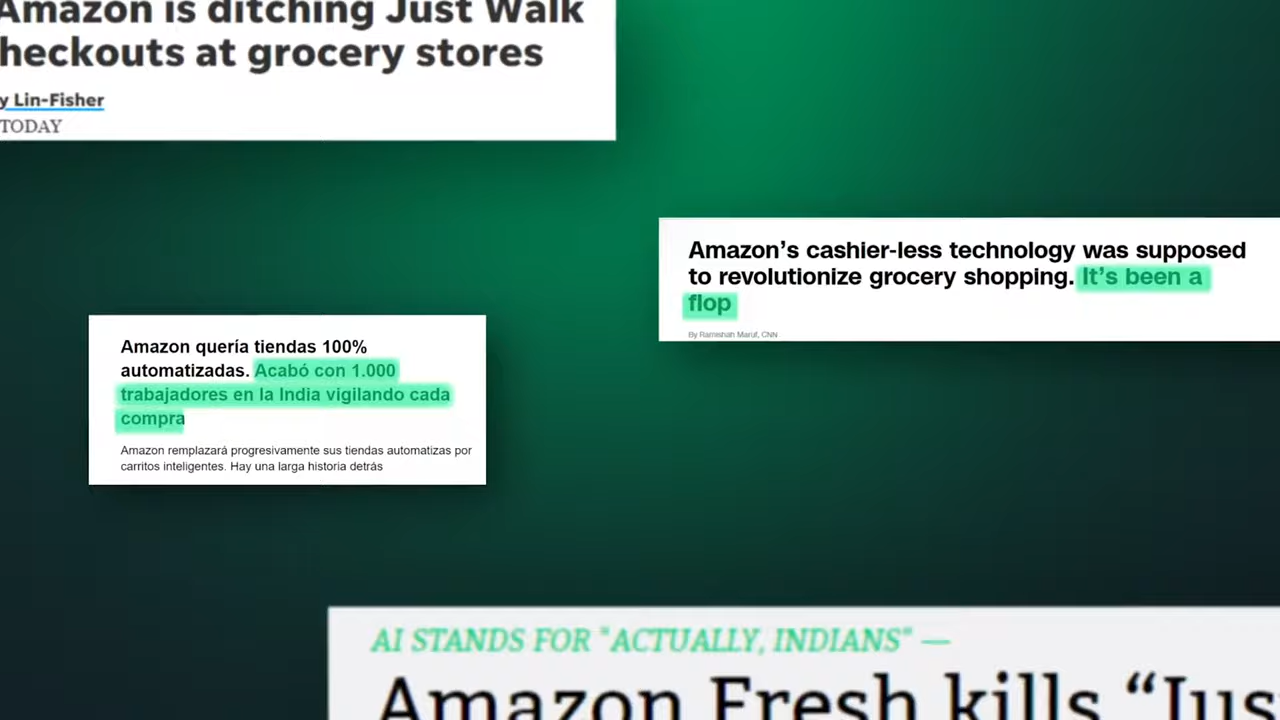 Amazon is ditching Just Walk
heckouts at grocery stores
y Lin-Fisher
TODAY
Amazon's cashier-less technology was supposed
to revolutionize grocery shopping. It's been a
flop
By Ramishah Maruf, CNN
Amazon quería tiendas 100%
automatizadas. Acabó con 1.000
trabajadores en la India vigilando cada
compra
Amazon remplazará progresivamente sus tiendas automatizas por
carritos inteligentes. Hay una larga historia detrás
AI STANDS FOR "ACTUALLY, INDIANS" —
Amazon Fresh kills “Jus